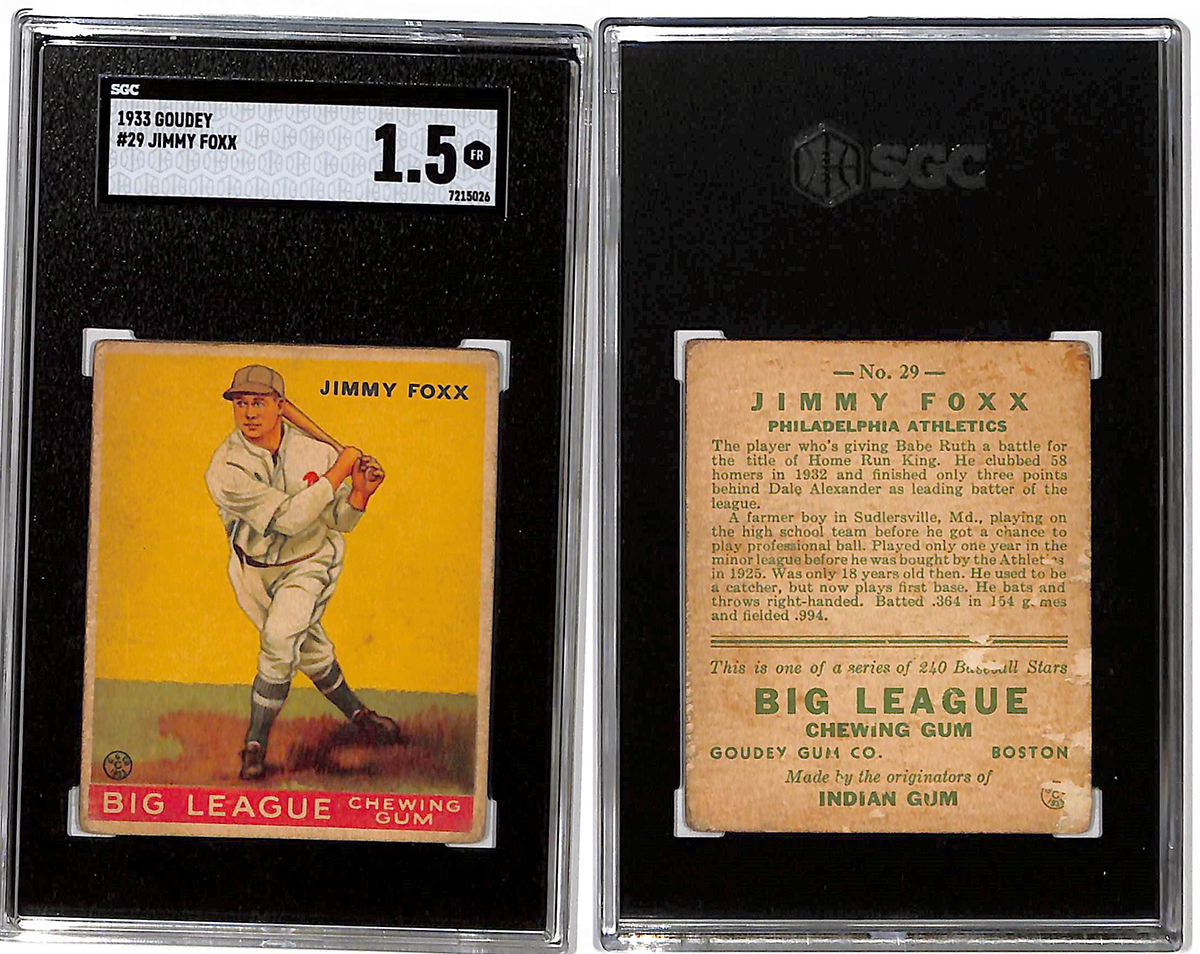 SGC
1933 GOUDEY
#29 JIMMY FOXX
1.5 FR
7215026
JIMMY FOXX
BIG LEAGUE CHEWING GUM
SGC
— No. 29 —
JIMMY FOXX
PHILADELPHIA ATHLETICS
The player who's giving Babe Ruth a battle for
the title of Home Run King. He clubbed 58
homers in 1932 and finished only three points
behind Dale Alexander as leading batter of the
league.
A farmer boy in Sudlersville, Md., playing on
the high school team before he got a chance to
play professional ball. Played only one year in the
minor league before he was bought by the Athletics
in 1925. Was only 18 years old then. He used to be
a catcher, but now plays first base. He bats and
throws right-handed. Batted .364 in 154 games
and fielded .994.
This is one of a series of 240 Baseball Stars
BIG LEAGUE
CHEWING GUM
GOUDEY GUM CO. BOSTON
Made by the originators of
INDIAN GUM